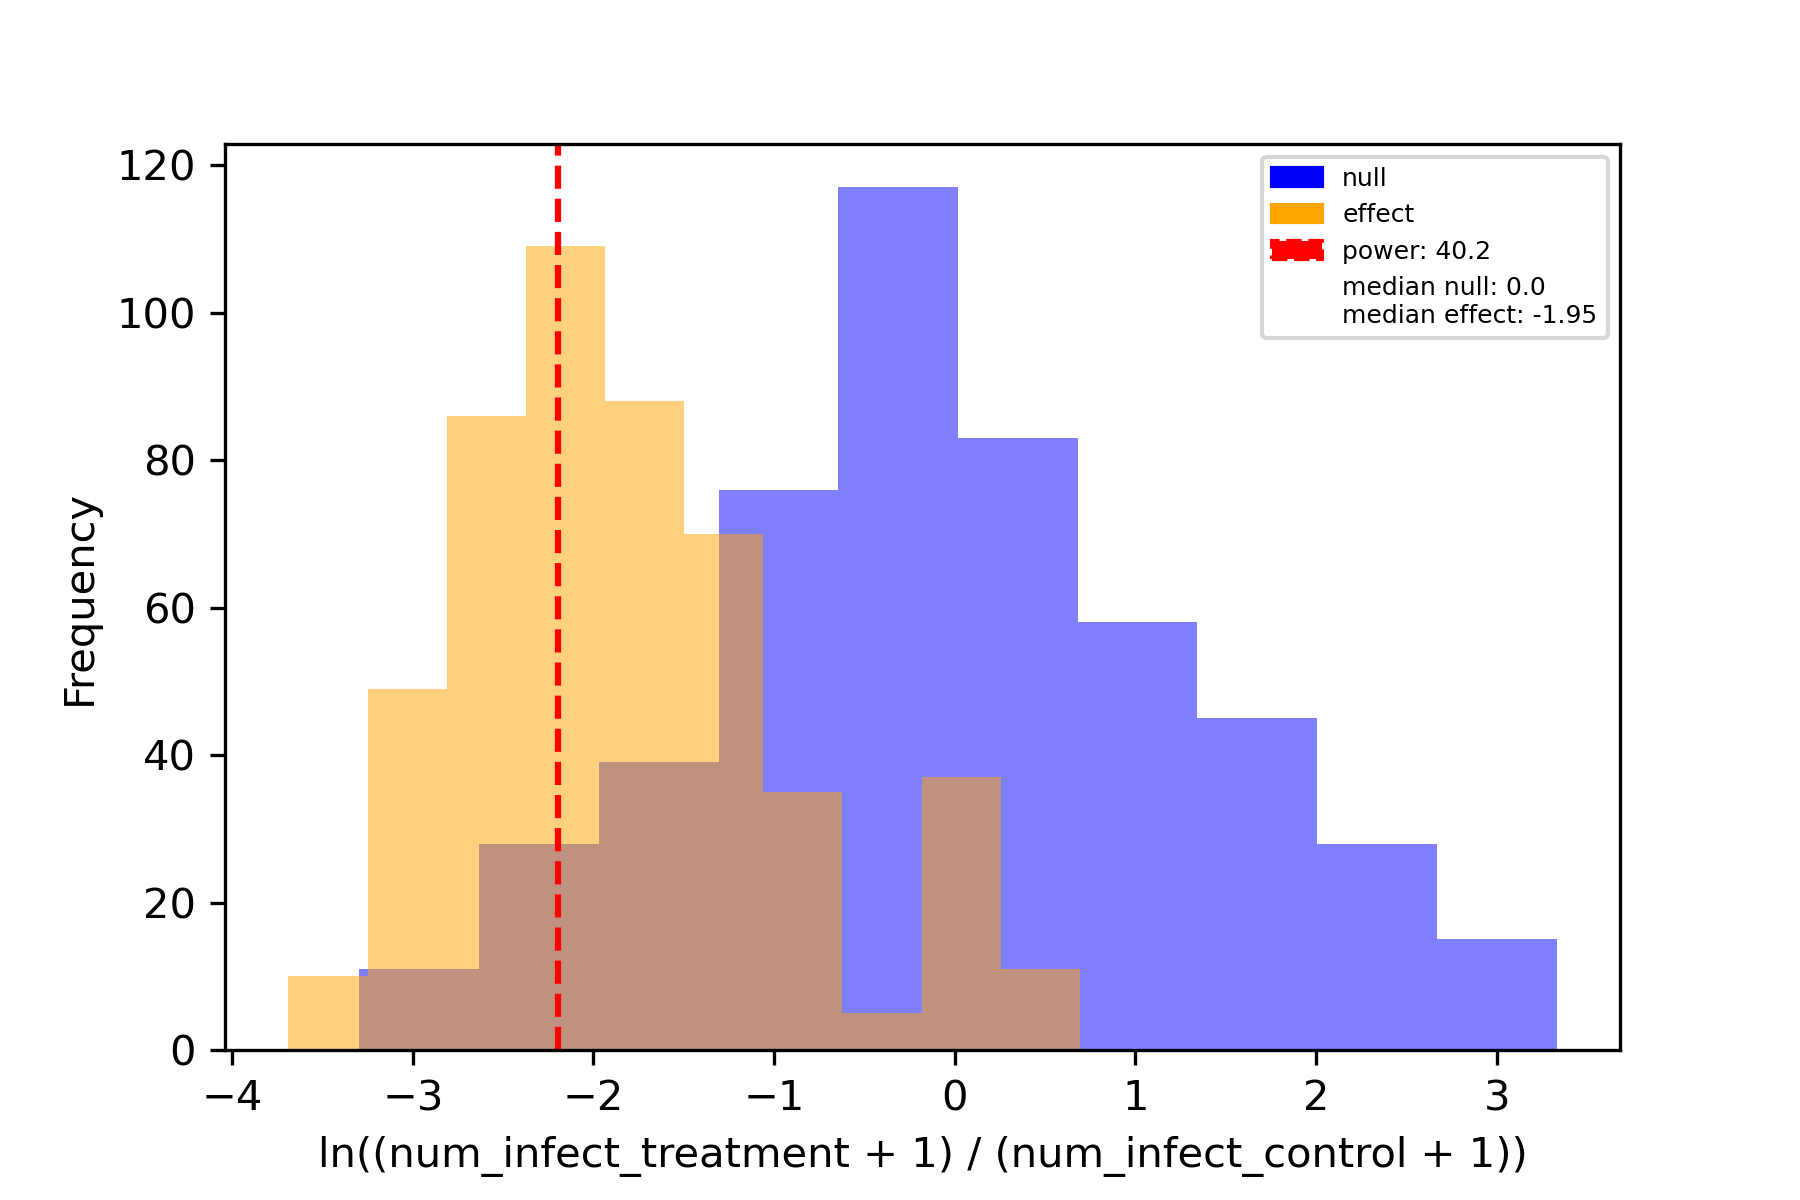 null
effect
power: 40.2
median null: 0.0
median effect: -1.95
120
100
80
60
40
20
0
Frequency
−4 −3 −2 −1 0 1 2 3
ln((num_infect_treatment + 1) / (num_infect_control + 1))